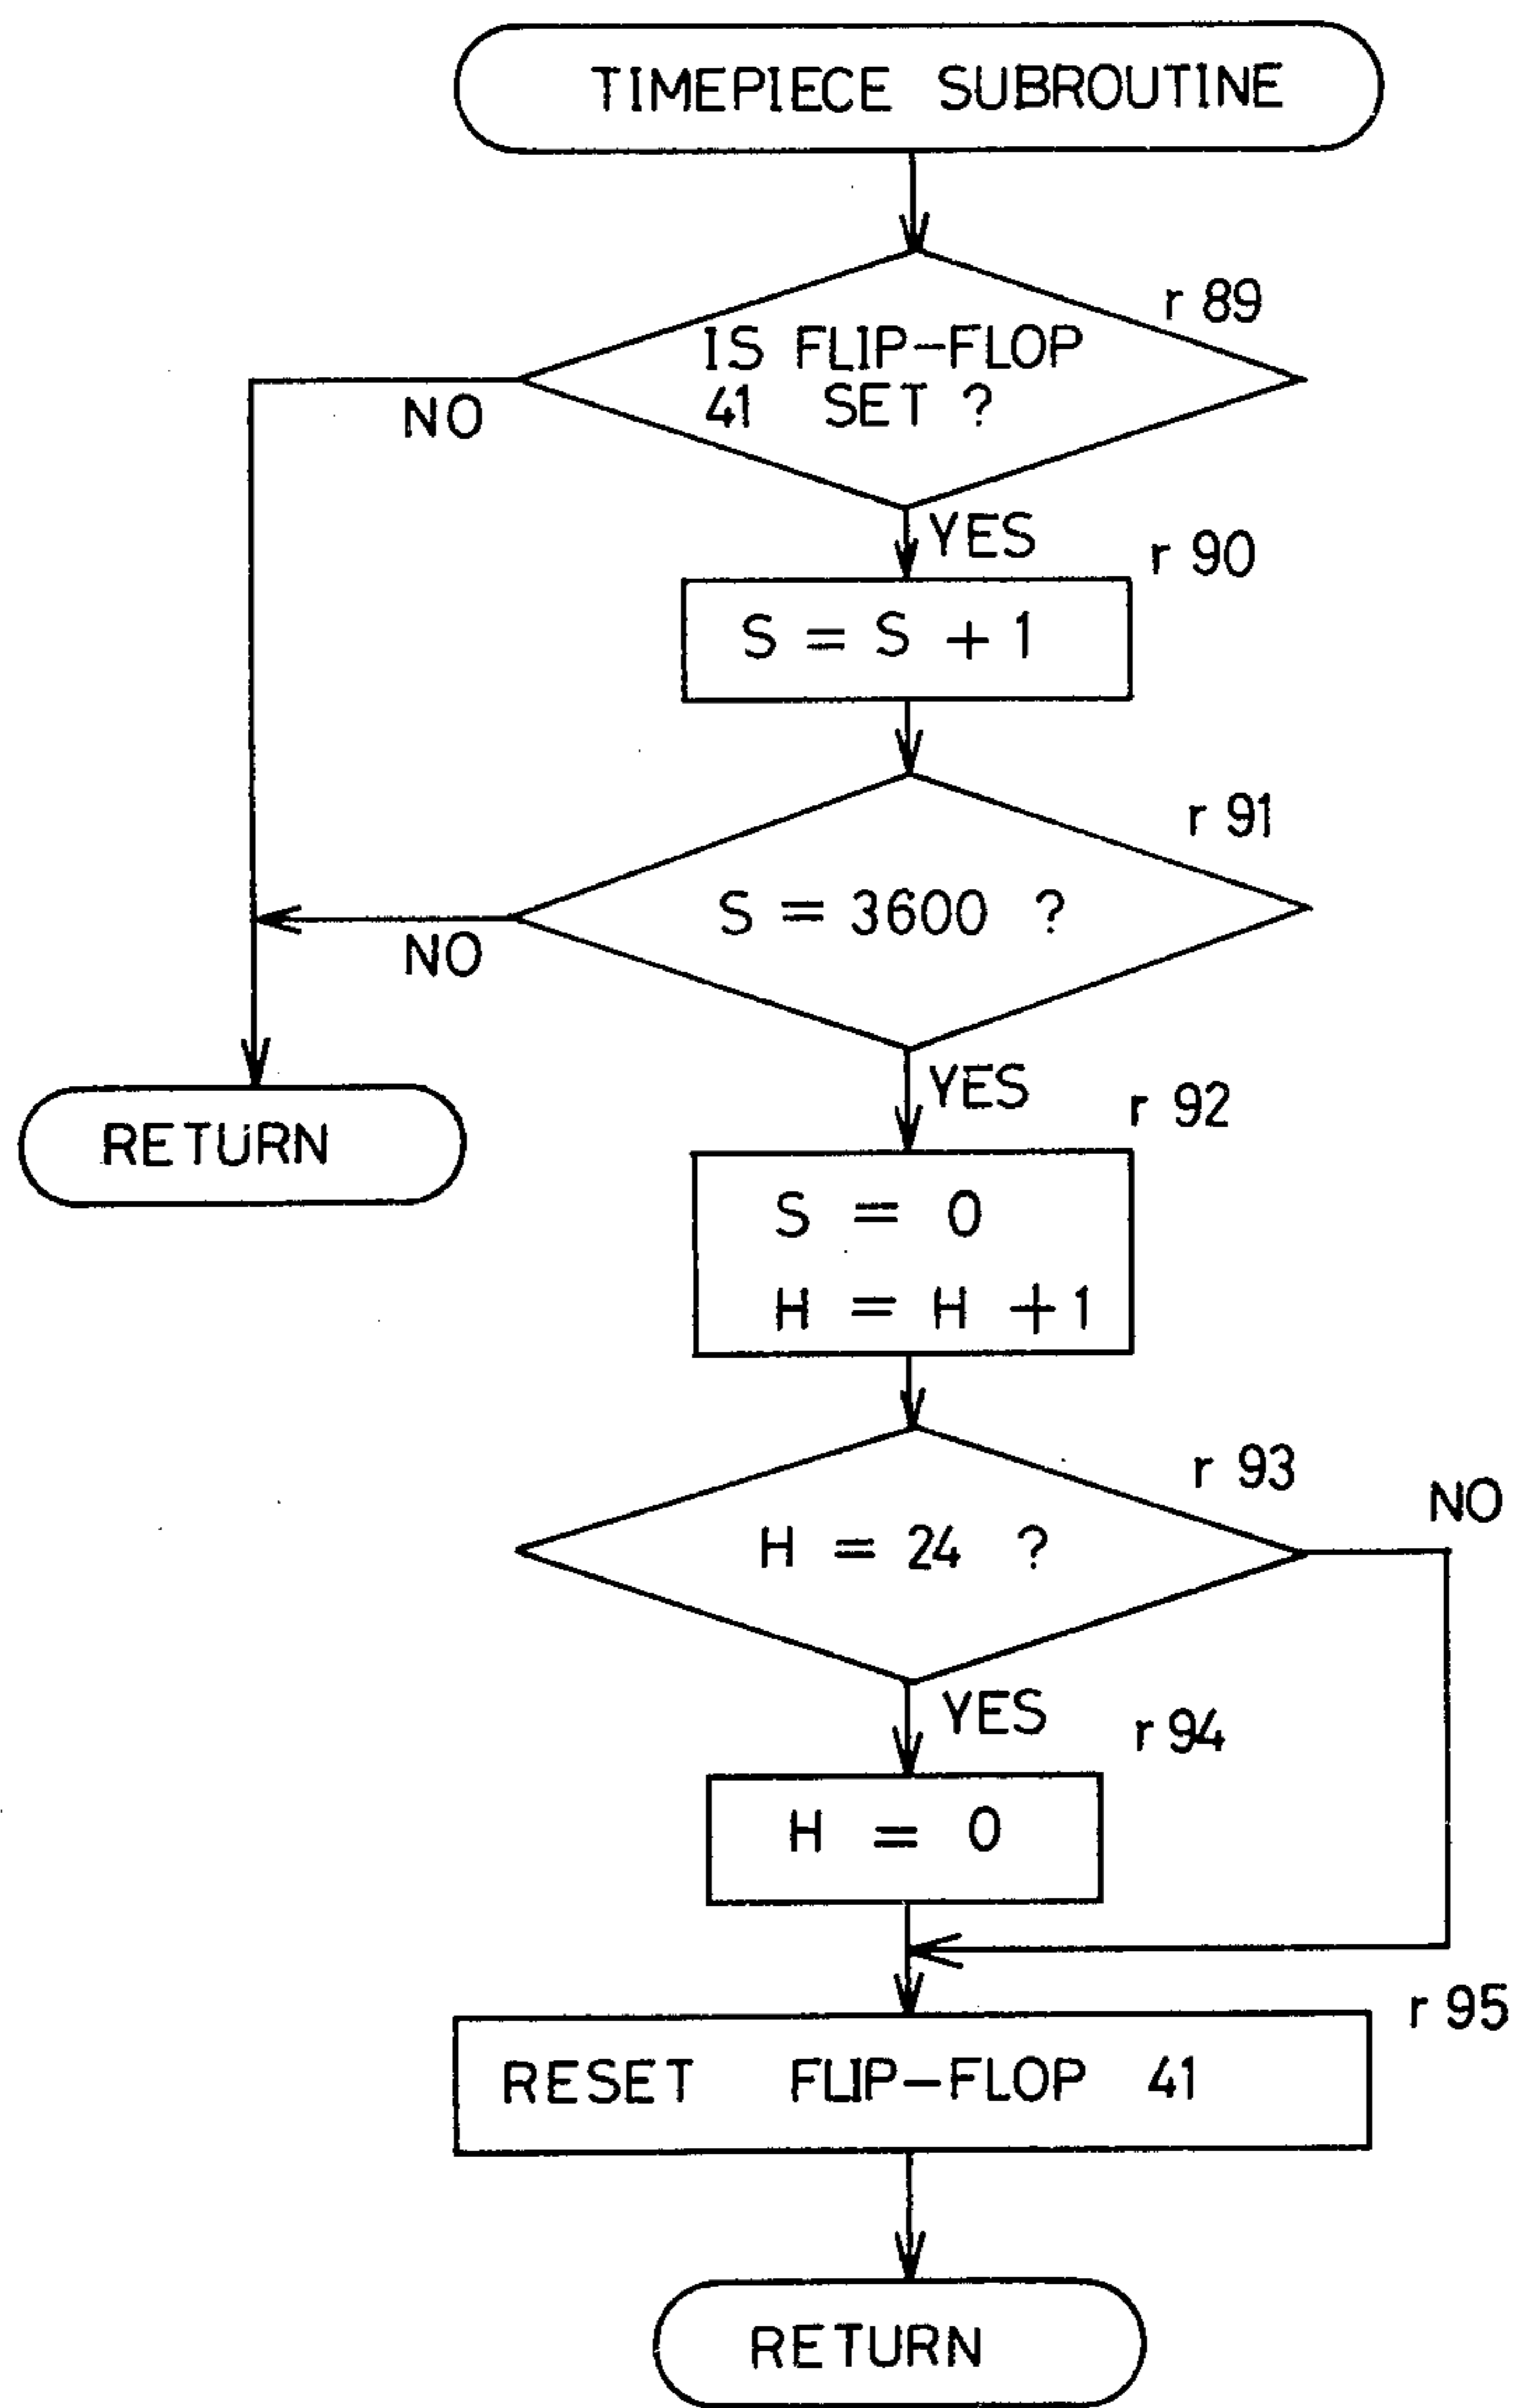 TIMEPIECE SUBROUTINE
r 89
IS FLIP-FLOP
41 SET ?
NO
YES
r 90
S = S + 1
r 91
S = 3600 ?
NO
YES
r 92
RETURN
S = 0
H = H + 1
r 93
NO
H = 24 ?
YES
r 94
H = 0
r 95
RESET FLIP-FLOP 41
RETURN